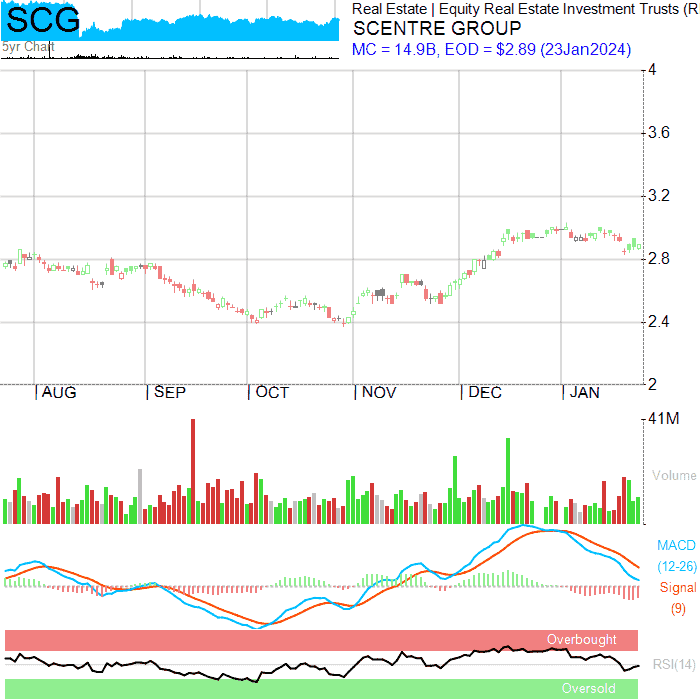 SCG
5yr Chart
Real Estate | Equity Real Estate Investment Trusts (R
SCENTRE GROUP
MC = 14.9B, EOD = $2.89 (23Jan2024)
4
3.6
3.2
2.8
2.4
2
AUG SEP OCT NOV DEC JAN
41M
Volume
MACD
(12-26)
Signal
(9)
Overbought
RSI(14)
Oversold